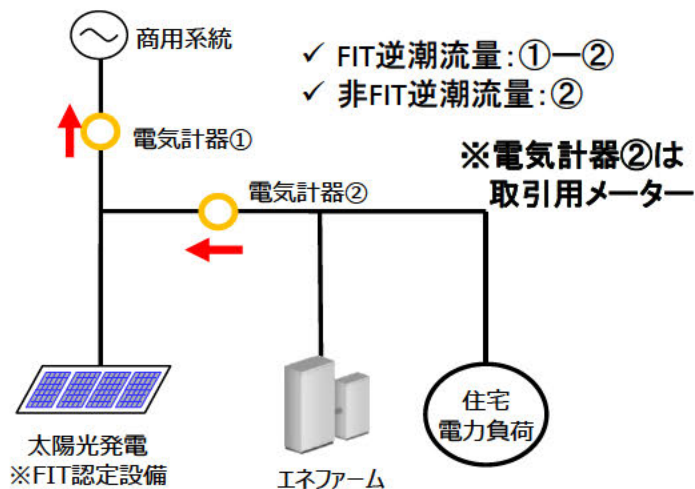 商用系統
✓ FIT逆潮流量:①ー②
✓ 非FIT逆潮流量:②
電気計器①
※電気計器②は
取引用メーター
電気計器②
太陽光発電
※FIT認定設備
エネファーム
住宅
電力負荷